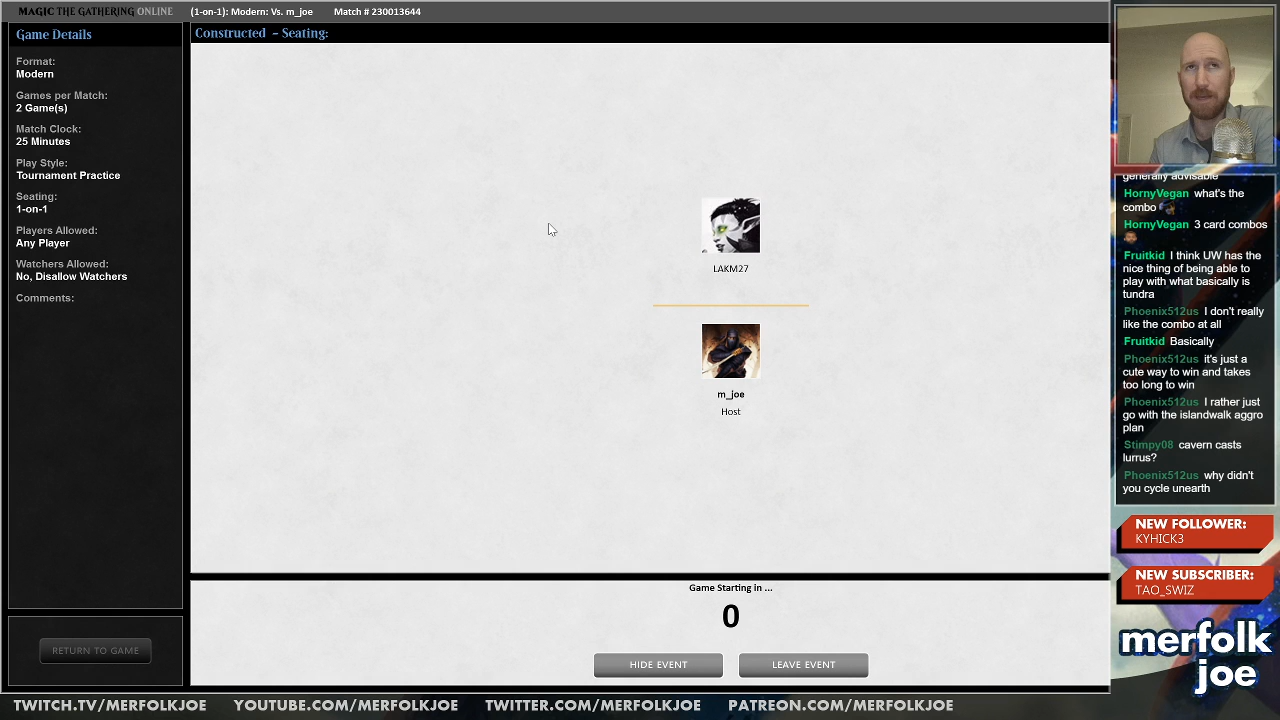 MAGIC THE GATHERING ONLINE
(1-on-1): Modern: Vs. m_joe
Match # 230013644
Game Details
Format:
Modern
Games per Match:
2 Game(s)
Match Clock:
25 Minutes
Play Style:
Tournament Practice
Seating:
1-on-1
Players Allowed:
Any Player
Watchers Allowed:
No, Disallow Watchers
Comments:
RETURN TO GAME
Constructed - Seating:
LAKM27
m_joe
Host
Game Starting in ...
0
HIDE EVENT
LEAVE EVENT
generally advisable
HornyVegan what's the
combo
HornyVegan 3 card combos
Fruitkid I think UW has the
nice thing of being able to
play with what basically is
tundra
Phoenix512us I don't really
like the combo at all
Fruitkid Basically
Phoenix512us it's just a
cute way to win and takes
too long to win
Phoenix512us I rather just
go with the islandwalk aggro
plan
Stimpy08 cavern casts
lurrus?
Phoenix512us why didn't
you cycle unearth
NEW FOLLOWER:
KYHICK3
NEW SUBSCRIBER:
TAO_SWIZ
merfolk
joe
TWITCH.TV/MERFOLKJOE
YOUTUBE.COM/MERFOLKJOE
TWITTER.COM/MERFOLKJOE
PATREON.COM/MERFOLKJOE